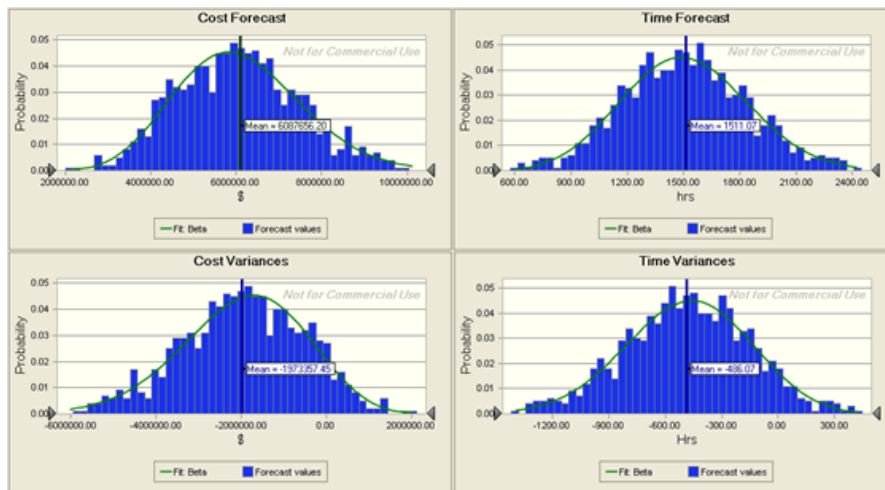 Cost Forecast
Not for Commercial Use
0.05
0.04
0.03
0.02
0.01
0.00
Probability
Mean = 6087656.20
2000000.00 4000000.00 6000000.00 8000000.00 10000000.00
$
Fit: Beta Forecast values
Time Forecast
Not for Commercial Use
0.05
0.04
0.03
0.02
0.01
0.00
Probability
Mean = 1511.07
600.00 900.00 1200.00 1500.00 1800.00 2100.00 2400.00
hrs
Fit: Beta Forecast values
Cost Variances
Not for Commercial Use
0.05
0.04
0.03
0.02
0.01
0.00
Probability
Mean = -1973357.45
-6000000.00 -4000000.00 -2000000.00 0.00 2000000.00
$
Fit: Beta Forecast values
Time Variances
Not for Commercial Use
0.05
0.04
0.03
0.02
0.01
0.00
Probability
Mean = -486.07
-1200.00 -900.00 -600.00 -300.00 0.00 300.00
Hrs
Fit: Beta Forecast values